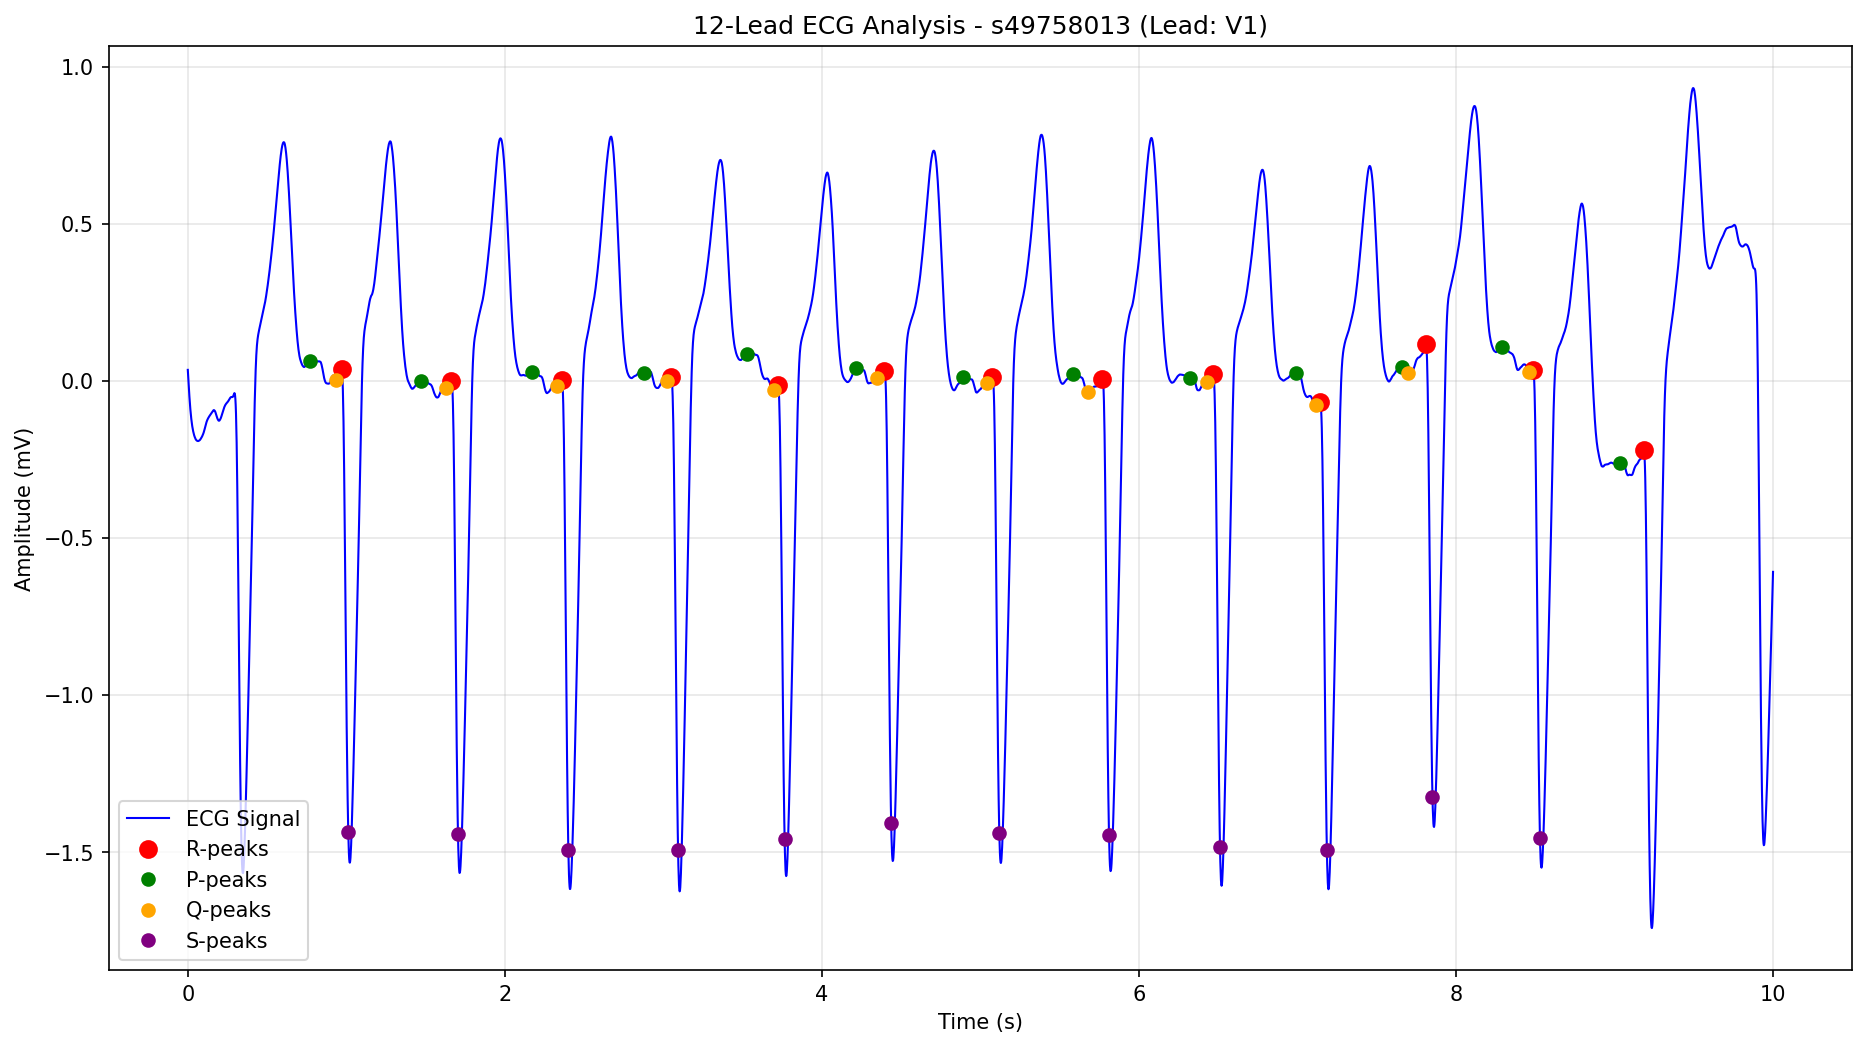 12-Lead ECG Analysis - s49758013 (Lead: V1)
Amplitude (mV)
1.0
0.5
0.0
−0.5
−1.0
−1.5
ECG Signal
R-peaks
P-peaks
Q-peaks
S-peaks
0 2 4 6 8 10
Time (s)